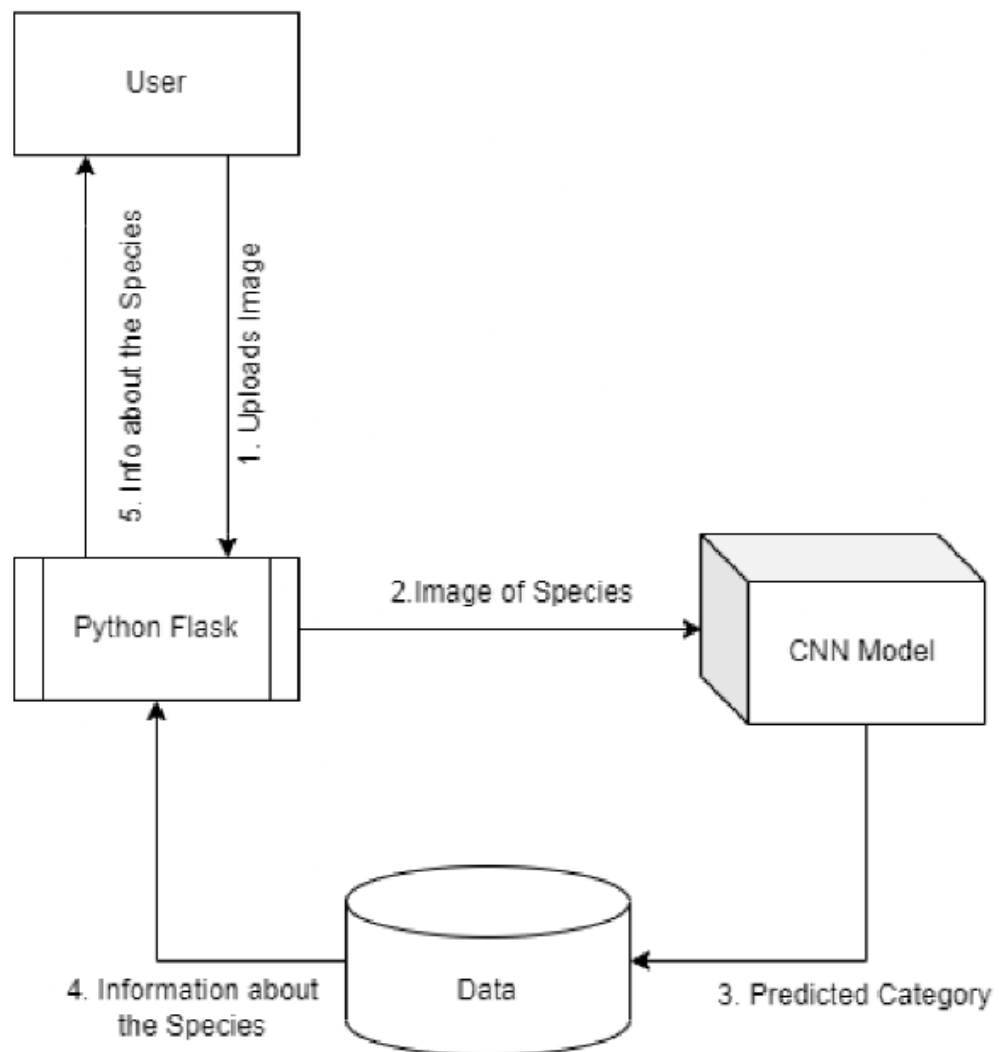 User
5. Info about the Species
1. Uploads Image
Python Flask
2.Image of Species
CNN Model
4. Information about
the Species
Data
3. Predicted Category